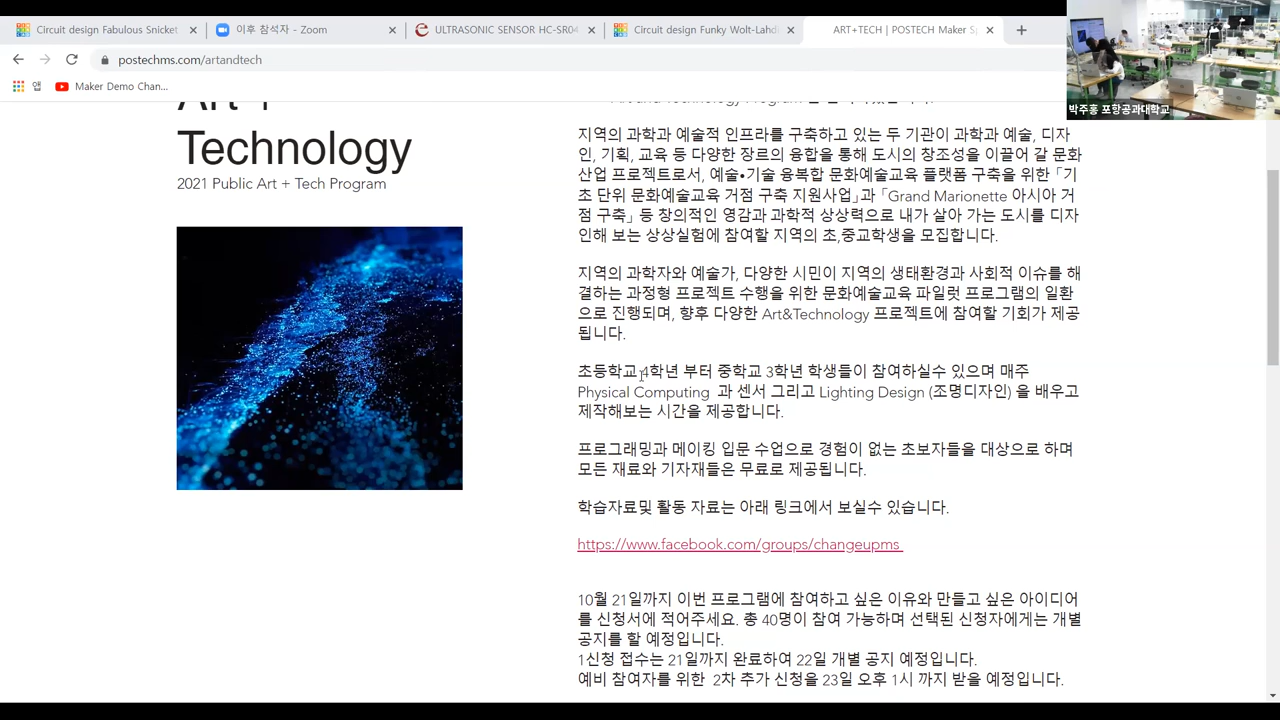 Circuit design Fabulous Snicket
이후 참석자 - Zoom
ULTRASONIC SENSOR HC-SR04
Circuit design Funky Wolt-Lahd
ART+TECH | POSTECH Maker Sp
postechms.com/artandtech
앱
Maker Demo Chan...
박주홍 포항공과대학교
Art +
Technology
2021 Public Art + Tech Program
지역의 과학과 예술적 인프라를 구축하고 있는 두 기관이 과학과 예술, 디자
인, 기획, 교육 등 다양한 장르의 융합을 통해 도시의 창조성을 이끌어 갈 문화
산업 프로젝트로서, 예술•기술 융복합 문화예술교육 플랫폼 구축을 위한 「기
초 단위 문화예술교육 거점 구축 지원사업」과 「Grand Marionette 아시아 거
점 구축」 등 창의적인 영감과 과학적 상상력으로 내가 살아 가는 도시를 디자
인해 보는 상상실험에 참여할 지역의 초,중교학생을 모집합니다.
지역의 과학자와 예술가, 다양한 시민이 지역의 생태환경과 사회적 이슈를 해
결하는 과정형 프로젝트 수행을 위한 문화예술교육 파일럿 프로그램의 일환
으로 진행되며, 향후 다양한 Art&Technology 프로젝트에 참여할 기회가 제공
됩니다.
초등학교 4학년 부터 중학교 3학년 학생들이 참여하실수 있으며 매주
Physical Computing 과 센서 그리고 Lighting Design (조명디자인) 을 배우고
제작해보는 시간을 제공합니다.
프로그래밍과 메이킹 입문 수업으로 경험이 없는 초보자들을 대상으로 하며
모든 재료와 기자재들은 무료로 제공됩니다.
학습자료및 활동 자료는 아래 링크에서 보실수 있습니다.
https://www.facebook.com/groups/changeupms
10월 21일까지 이번 프로그램에 참여하고 싶은 이유와 만들고 싶은 아이디어
를 신청서에 적어주세요. 총 40명이 참여 가능하며 선택된 신청자에게는 개별
공지를 할 예정입니다.
1신청 접수는 21일까지 완료하여 22일 개별 공지 예정입니다.
예비 참여자를 위한 2차 추가 신청을 23일 오후 1시 까지 받을 예정입니다.